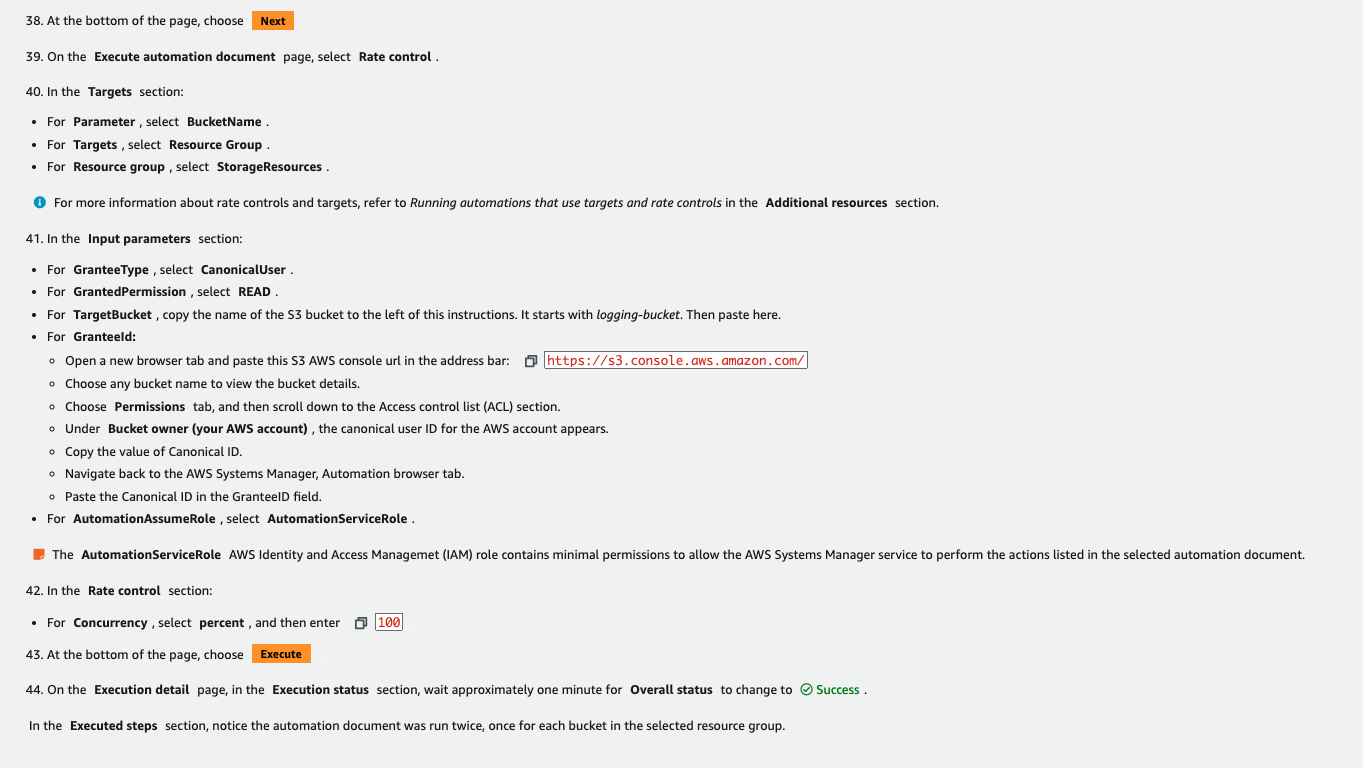 38. At the bottom of the page, choose Next .
39. On the Execute automation document page, select Rate control .
40. In the Targets section:
• For Parameter , select BucketName .
• For Targets , select Resource Group .
• For Resource group , select StorageResources .
For more information about rate controls and targets, refer to Running automations that use targets and rate controls in the Additional resources section.
41. In the Input parameters section:
• For GranteeType , select CanonicalUser .
• For GrantedPermission , select READ .
• For TargetBucket , copy the name of the S3 bucket to the left of this instructions. It starts with logging-bucket. Then paste here.
• For GranteeId:
◦ Open a new browser tab and paste this S3 AWS console url in the address bar: https://s3.console.aws.amazon.com/
◦ Choose any bucket name to view the bucket details.
◦ Choose Permissions tab, and then scroll down to the Access control list (ACL) section.
◦ Under Bucket owner (your AWS account) , the canonical user ID for the AWS account appears.
◦ Copy the value of Canonical ID.
◦ Navigate back to the AWS Systems Manager, Automation browser tab.
◦ Paste the Canonical ID in the GranteeID field.
• For AutomationAssumeRole , select AutomationServiceRole .
The AutomationServiceRole AWS Identity and Access Managemet (IAM) role contains minimal permissions to allow the AWS Systems Manager service to perform the actions listed in the selected automation document.
42. In the Rate control section:
• For Concurrency , select percent , and then enter 100 .
43. At the bottom of the page, choose Execute .
44. On the Execution detail page, in the Execution status section, wait approximately one minute for Overall status to change to Success .
In the Executed steps section, notice the automation document was run twice, once for each bucket in the selected resource group.